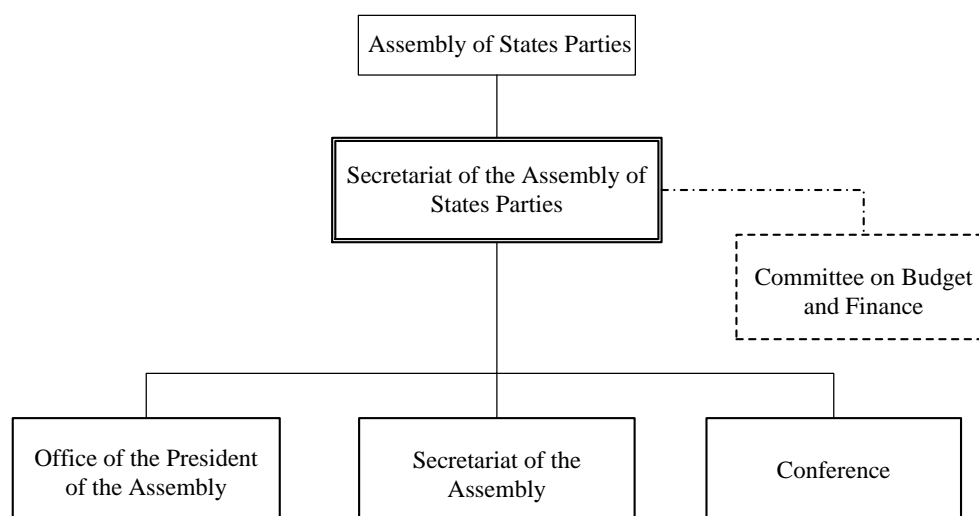 Assembly of States Parties
Secretariat of the Assembly of
States Parties
Committee on Budget
and Finance
Office of the President
of the Assembly
Secretariat of the
Assembly
Conference